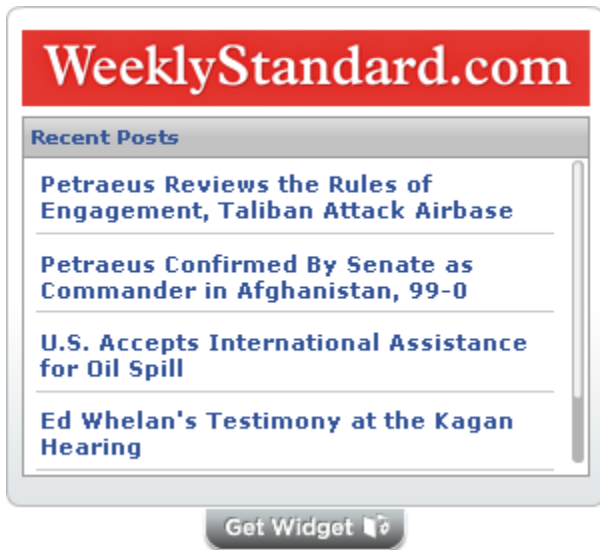 WeeklyStandard.com
Recent Posts
Petraeus Reviews the Rules of
Engagement, Taliban Attack Airbase
Petraeus Confirmed By Senate as
Commander in Afghanistan, 99-0
U.S. Accepts International Assistance
for Oil Spill
Ed Whelan's Testimony at the Kagan
Hearing
Get Widget